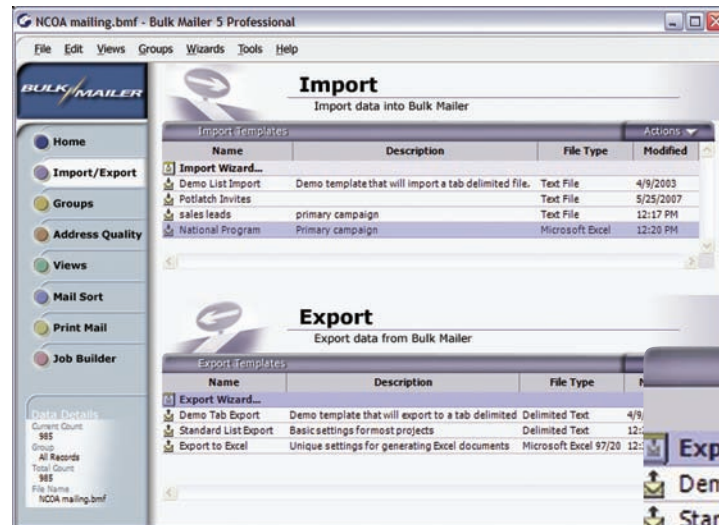 NCOA mailing.bmf - Bulk Mailer 5 Professional
File Edit Views Groups Wizards Tools Help
BULK MAILER
Home
Import/Export
Groups
Address Quality
Views
Mail Sort
Print Mail
Job Builder
Data Details
Current Count
985
Group
All Records
Total Count
985
File Name
NCOA mailing.bmf
Import
Import data into Bulk Mailer
Import Templates Actions
Name Description File Type Modified
Import Wizard...
Demo List Import Demo template that will import a tab delimited file. Text File 4/9/2003
Potlatch Invites Text File 5/25/2007
sales leads primary campaign Text File 12:17 PM
National Program Primary campaign Microsoft Excel 12:20 PM
Export
Export data from Bulk Mailer
Export Templates
Name Description File Type
Export Wizard...
Demo Tab Export Demo template that will export to a tab delimited Delimited Text 4/9/
Standard List Export Basic settings for most projects Delimited Text 12:
Export to Excel Unique settings for generating Excel documents Microsoft Excel 97/20 12:
Exp
Dem
Star